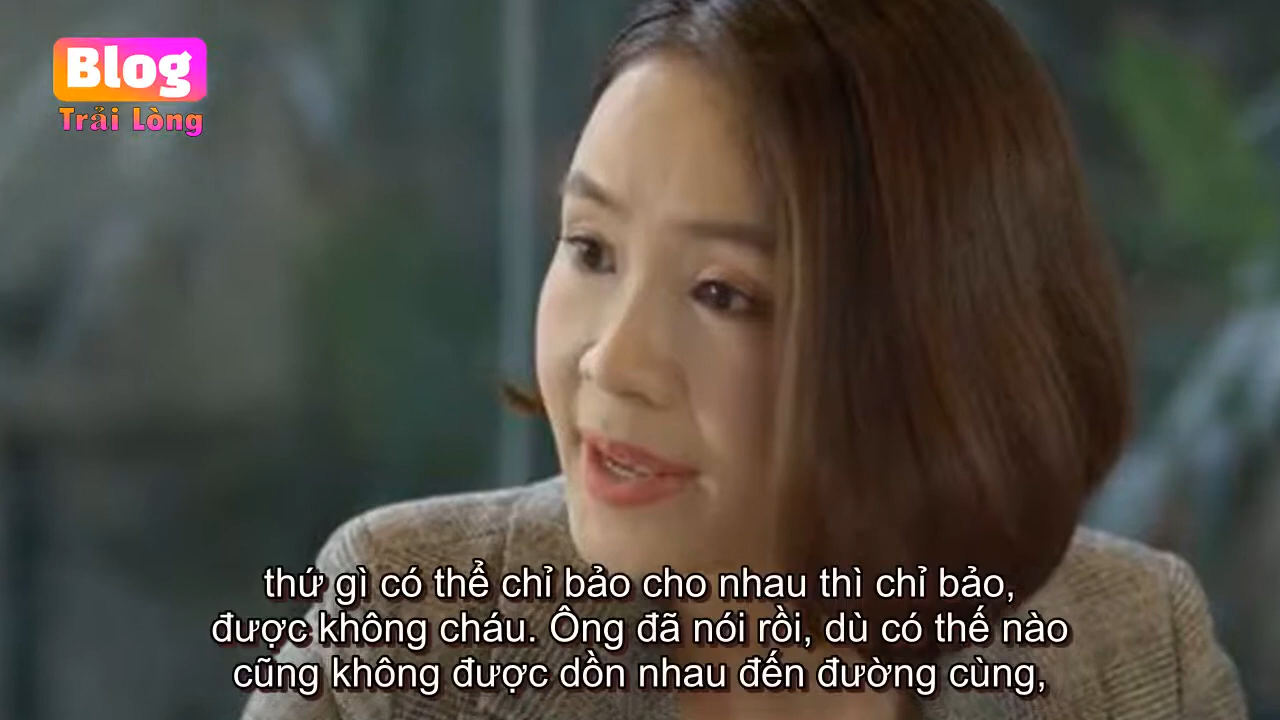 Blog
Trải Lòng
thứ gì có thể chỉ bảo cho nhau thì chỉ bảo,
được không cháu. Ông đã nói rồi, dù có thế nào
cũng không được dồn nhau đến đường cùng,